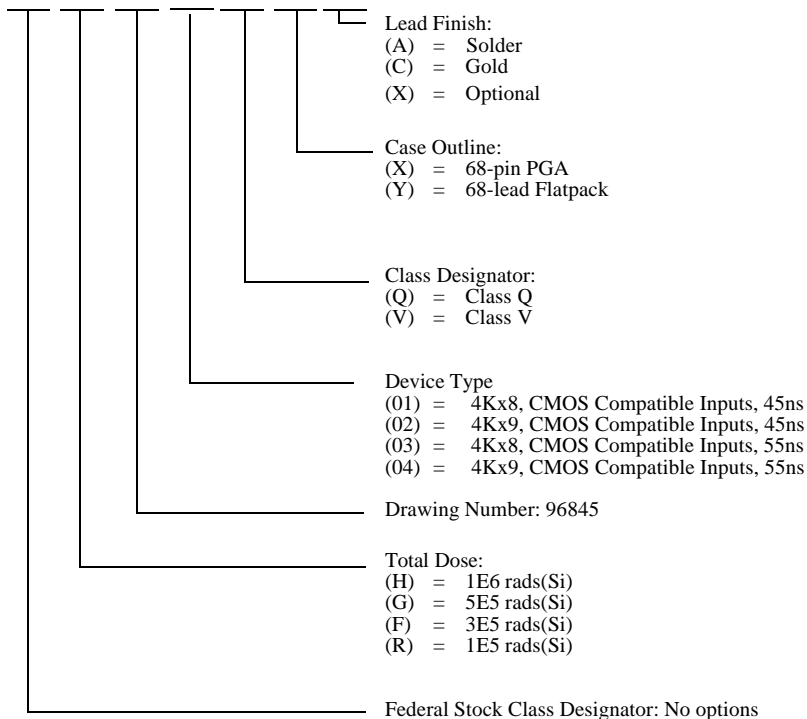 Lead Finish:
(A) = Solder
(C) = Gold
(X) = Optional
Case Outline:
(X) = 68-pin PGA
(Y) = 68-lead Flatpack
Class Designator:
(Q) = Class Q
(V) = Class V
Device Type
(01) = 4Kx8, CMOS Compatible Inputs, 45ns
(02) = 4Kx9, CMOS Compatible Inputs, 45ns
(03) = 4Kx8, CMOS Compatible Inputs, 55ns
(04) = 4Kx9, CMOS Compatible Inputs, 55ns
Drawing Number: 96845
Total Dose:
(H) = 1E6 rads(Si)
(G) = 5E5 rads(Si)
(F) = 3E5 rads(Si)
(R) = 1E5 rads(Si)
Federal Stock Class Designator: No options